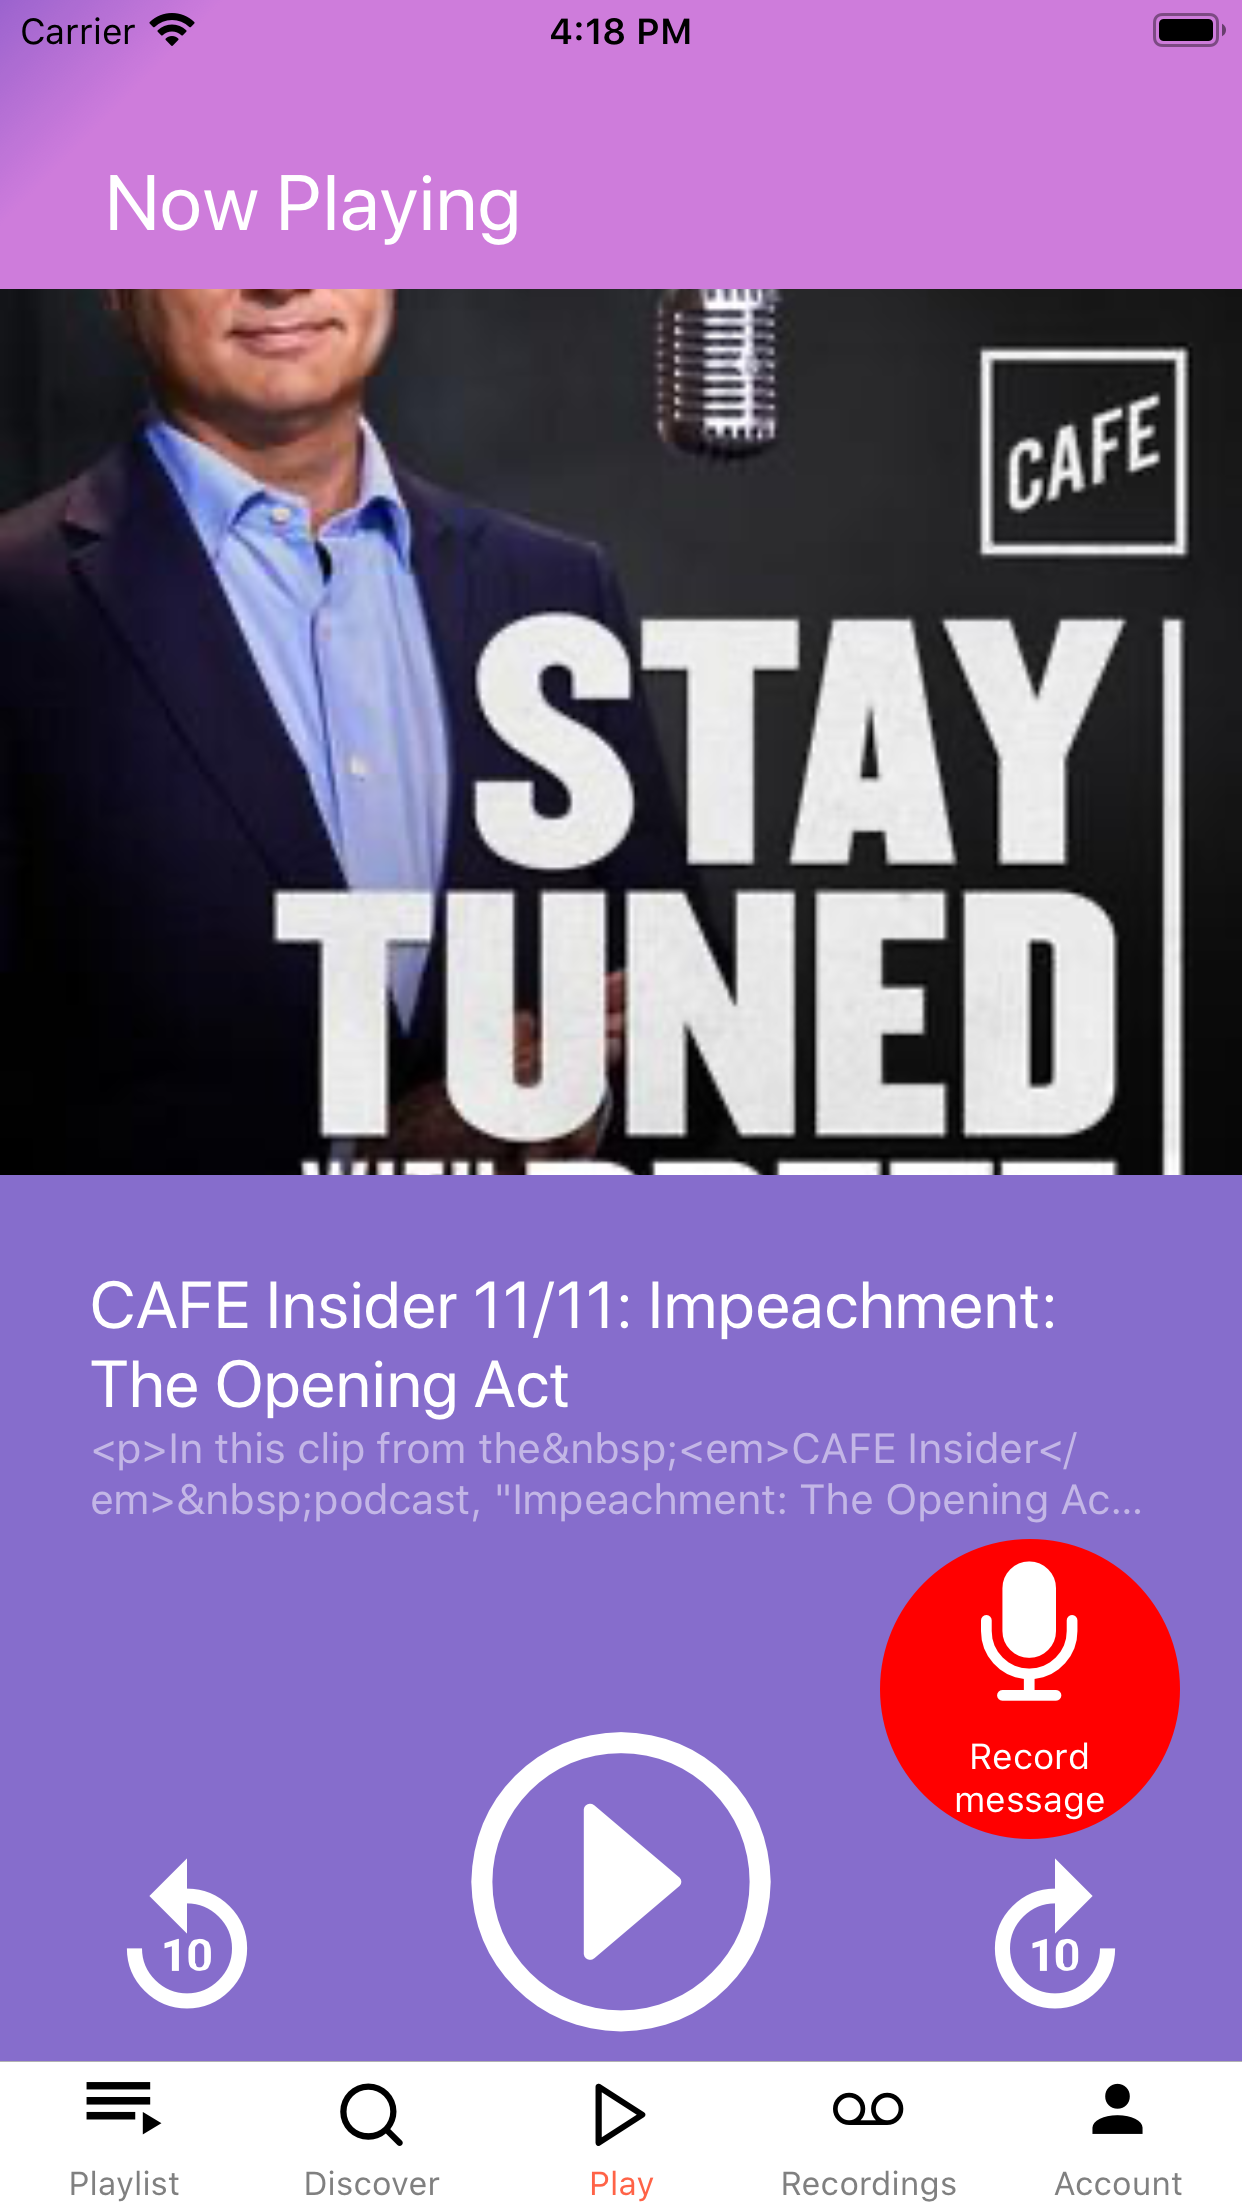 Carrier
4:18 PM
Now Playing
CAFE
STAY
TUNED
CAFE Insider 11/11: Impeachment:
The Opening Act
<p>In this clip from the&nbsp;<em>CAFE Insider</
em>&nbsp;podcast, "Impeachment: The Opening Ac...
Record
message
10
10
Playlist
Discover
Play
Recordings
Account